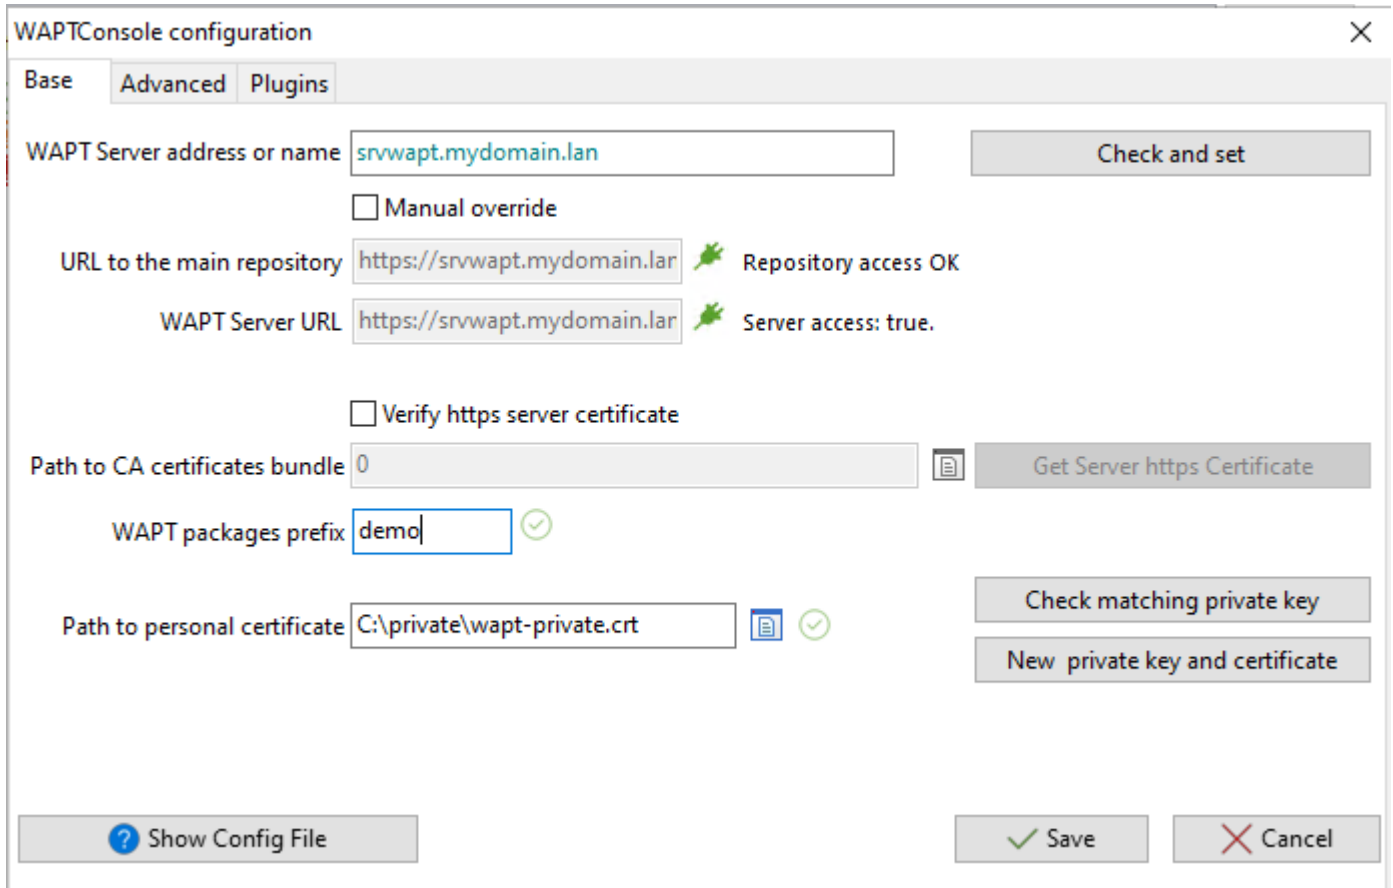 WAPTConsole configuration
Base Advanced Plugins
WAPT Server address or name srvwapt.mydomain.lan Check and set
Manual override
URL to the main repository https://srvwapt.mydomain.lan Repository access OK
WAPT Server URL https://srvwapt.mydomain.lan Server access: true.
Verify https server certificate
Path to CA certificates bundle 0 Get Server https Certificate
WAPT packages prefix demo
Check matching private key
Path to personal certificate C:\private\wapt-private.crt
New private key and certificate
? Show Config File Save Cancel